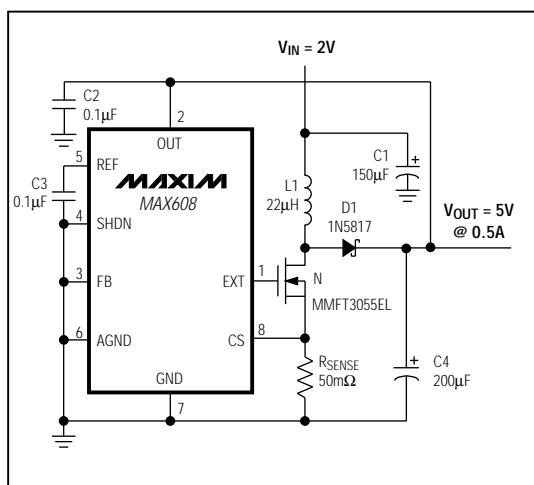 VIN = 2V
C2
0.1µF
2
OUT
5
REF
C3
0.1µF
4
SHDN
MAXIM
MAX608
C1
150µF
+
L1
22µH
D1
1N5817
VOUT = 5V
@ 0.5A
3
FB
EXT
1
N
MMFT3055EL
6
AGND
CS
8
RSENSE
50mΩ
+
C4
200µF
GND
7